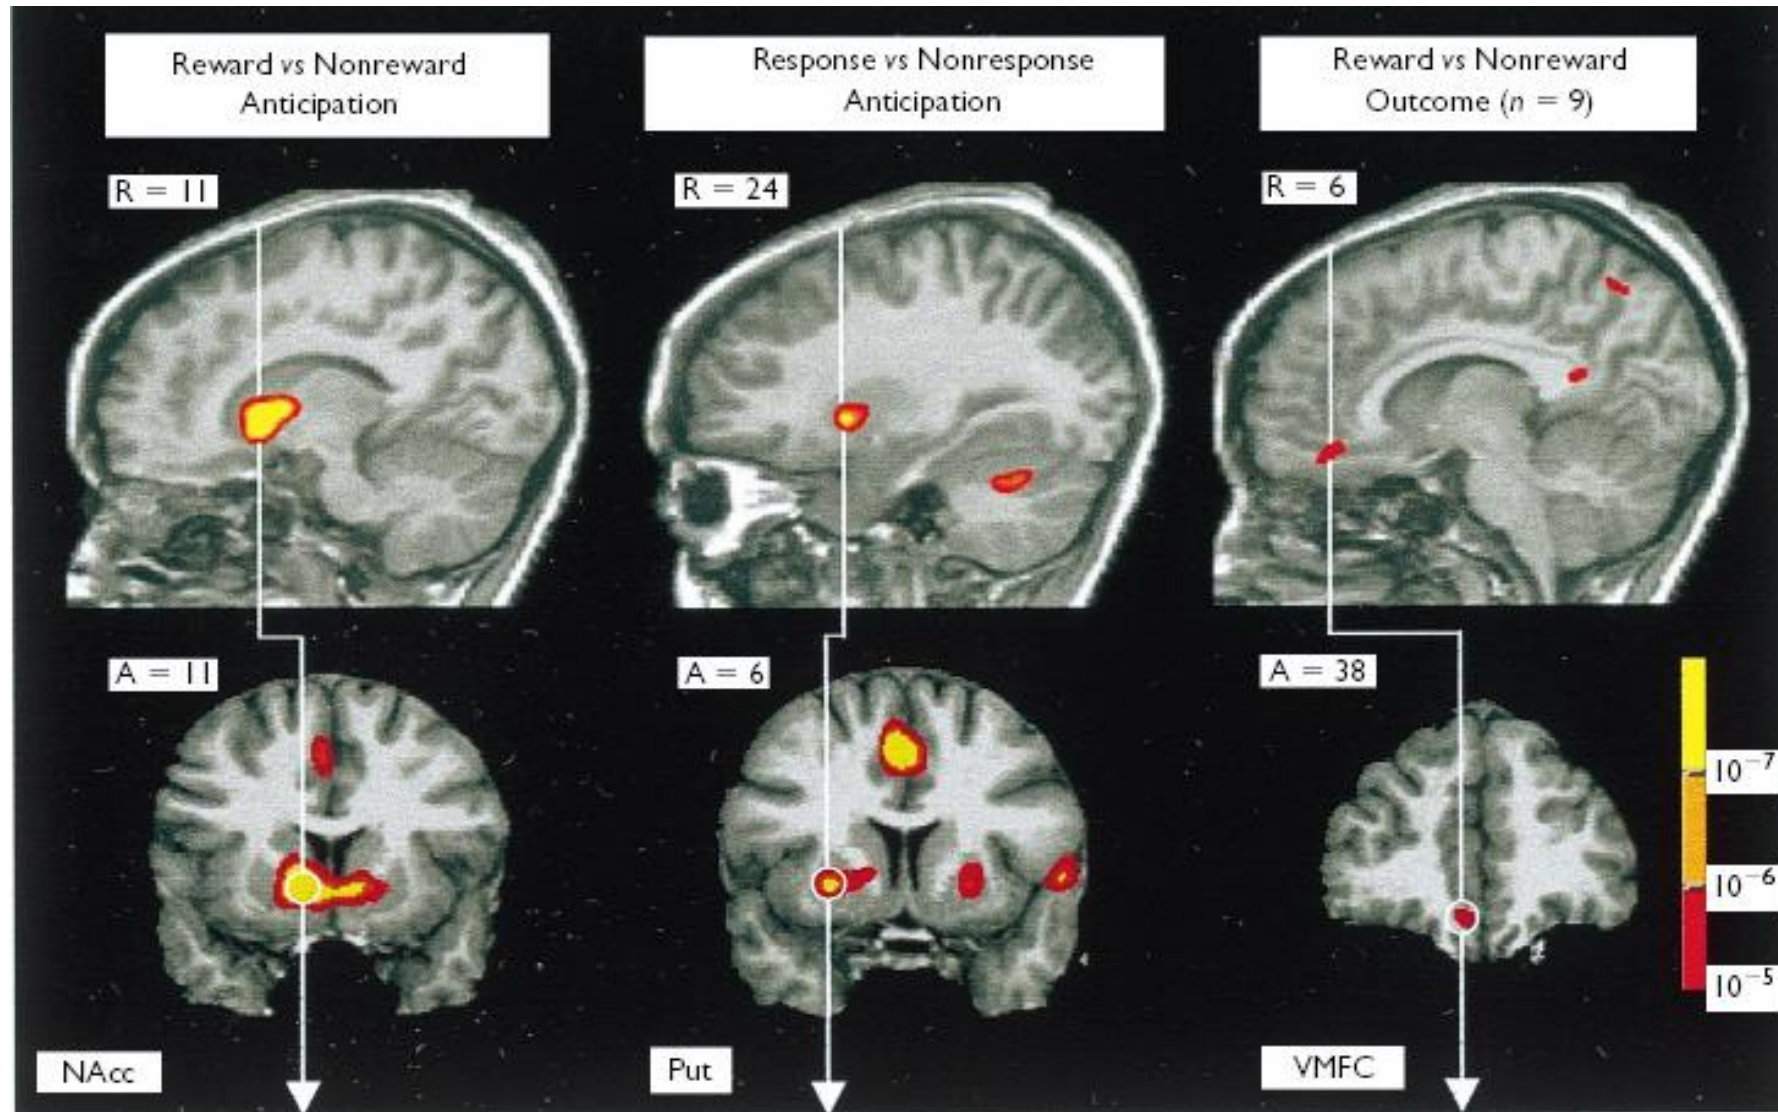 Reward vs Nonreward
Anticipation
Response vs Nonresponse
Anticipation
Reward vs Nonreward
Outcome (n = 9)
R = 11
R = 24
R = 6
A = 11
A = 6
A = 38
10⁻⁷
10⁻⁶
10⁻⁵
NAcc
Put
VMFC